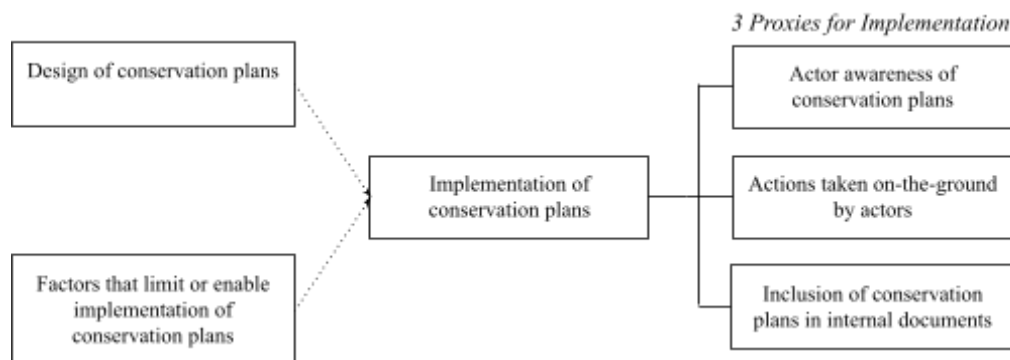 3 Proxies for Implementation
Design of conservation plans
Actor awareness of
conservation plans
Implementation of
conservation plans
Actions taken on-the-ground
by actors
Factors that limit or enable
implementation of
conservation plans
Inclusion of conservation
plans in internal documents